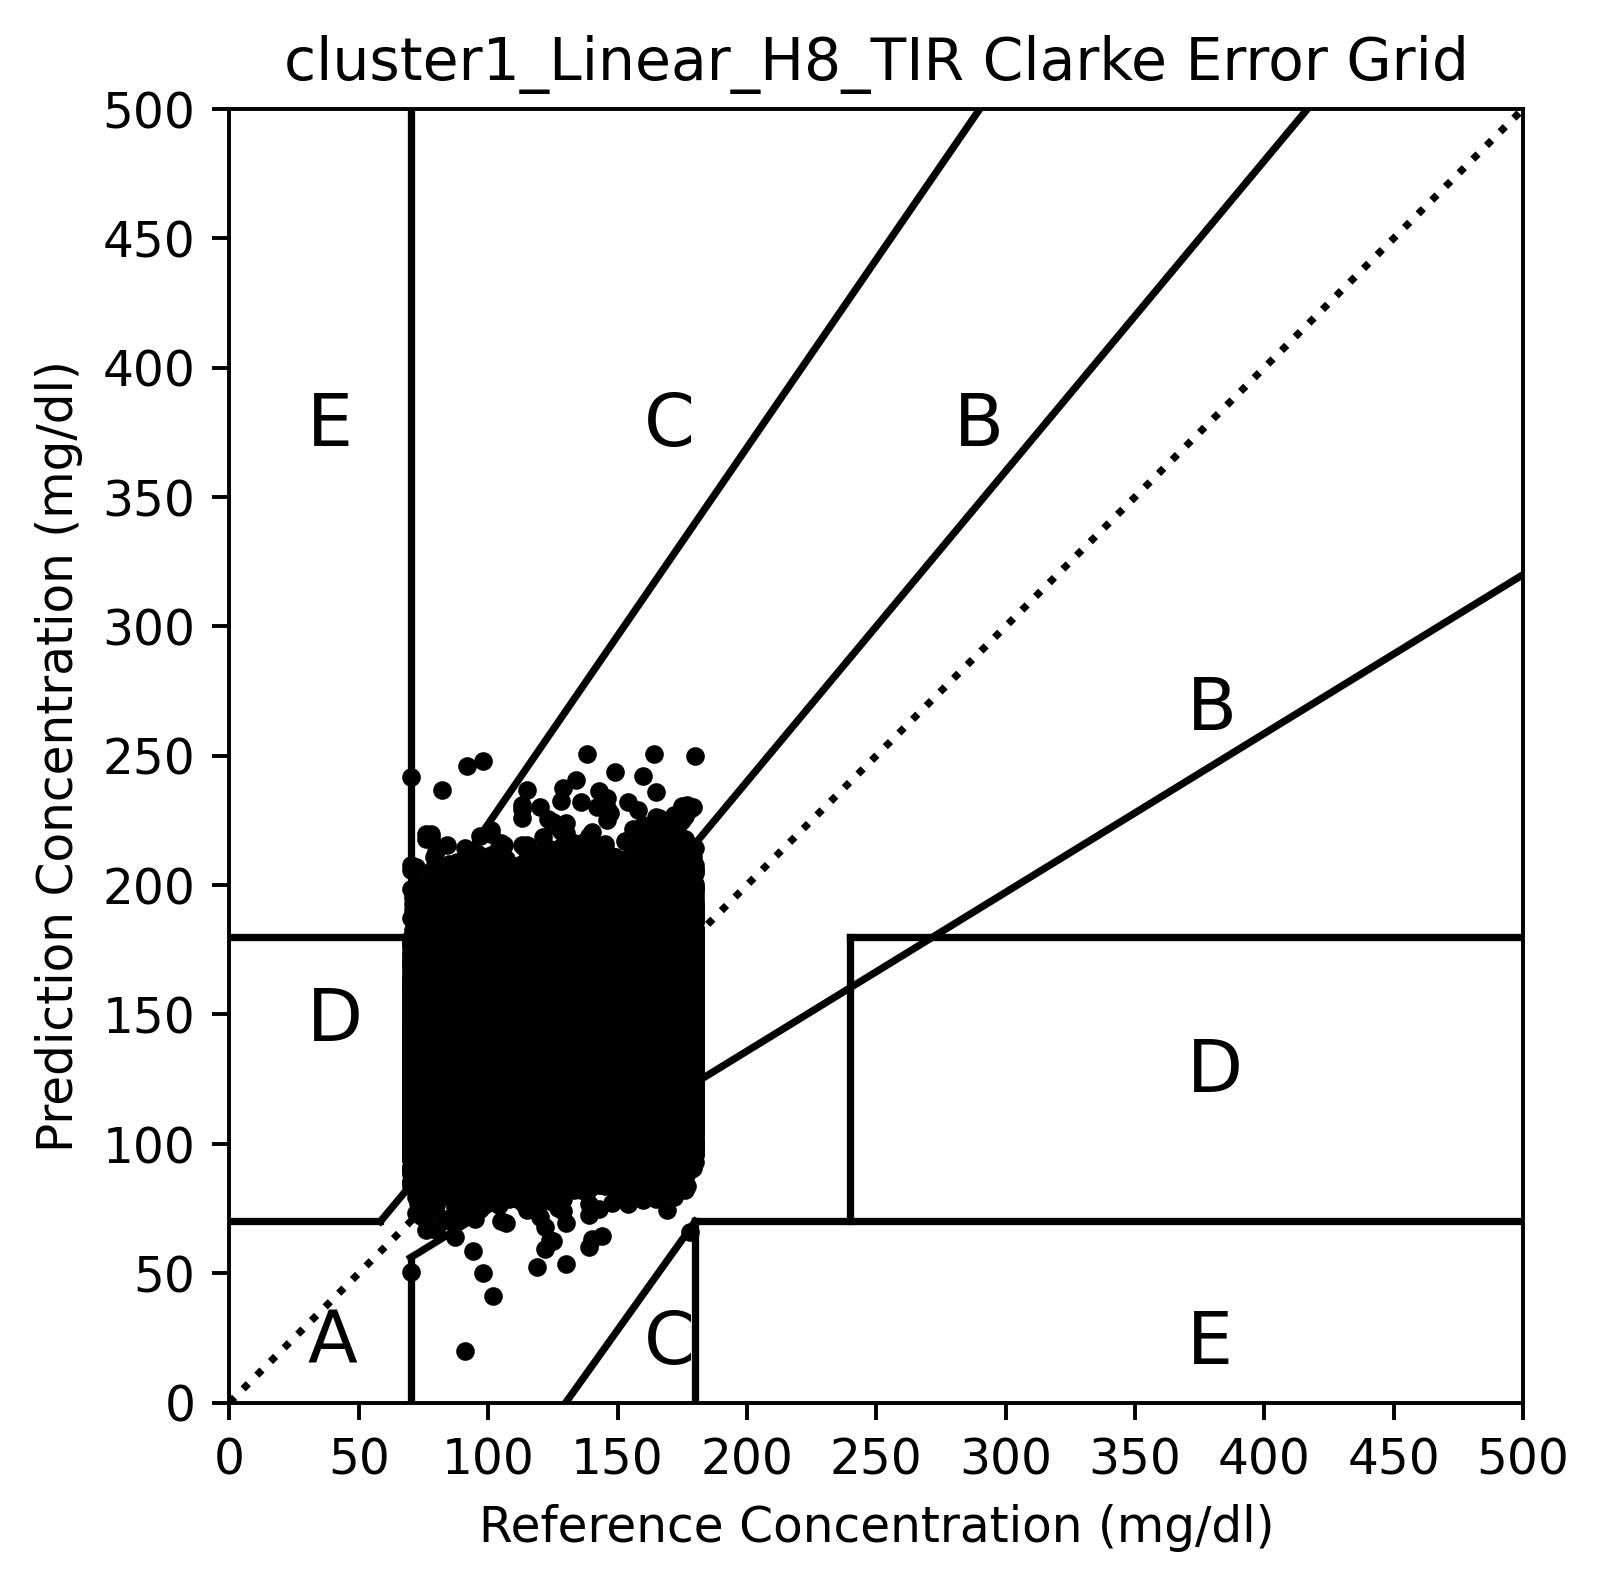 cluster1_Linear_H8_TIR Clarke Error Grid
500
450
400
350
300
250
200
150
100
50
0
Prediction Concentration (mg/dl)
E
C
B
B
D
D
A
C
E
0 50 100 150 200 250 300 350 400 450 500
Reference Concentration (mg/dl)